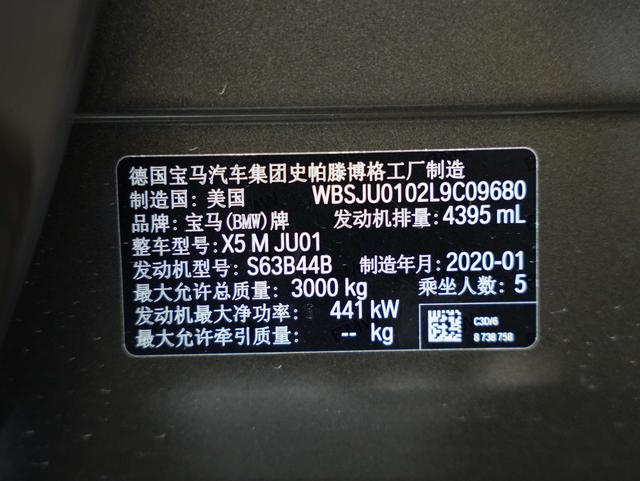 德国宝马汽车集团史帕滕博格工厂制造
制造国: 美国 WBSJU0102L9C09680
品牌: 宝马(BMW)牌 发动机排量: 4395 mL
整车型号: X5 M JU01
发动机型号: S63B44B 制造年月: 2020-01
最大允许总质量: 3000 kg 乘坐人数: 5
发动机最大净功率: 441 kW
最大允许牵引质量: -- kg
C3D/6
8 738 758